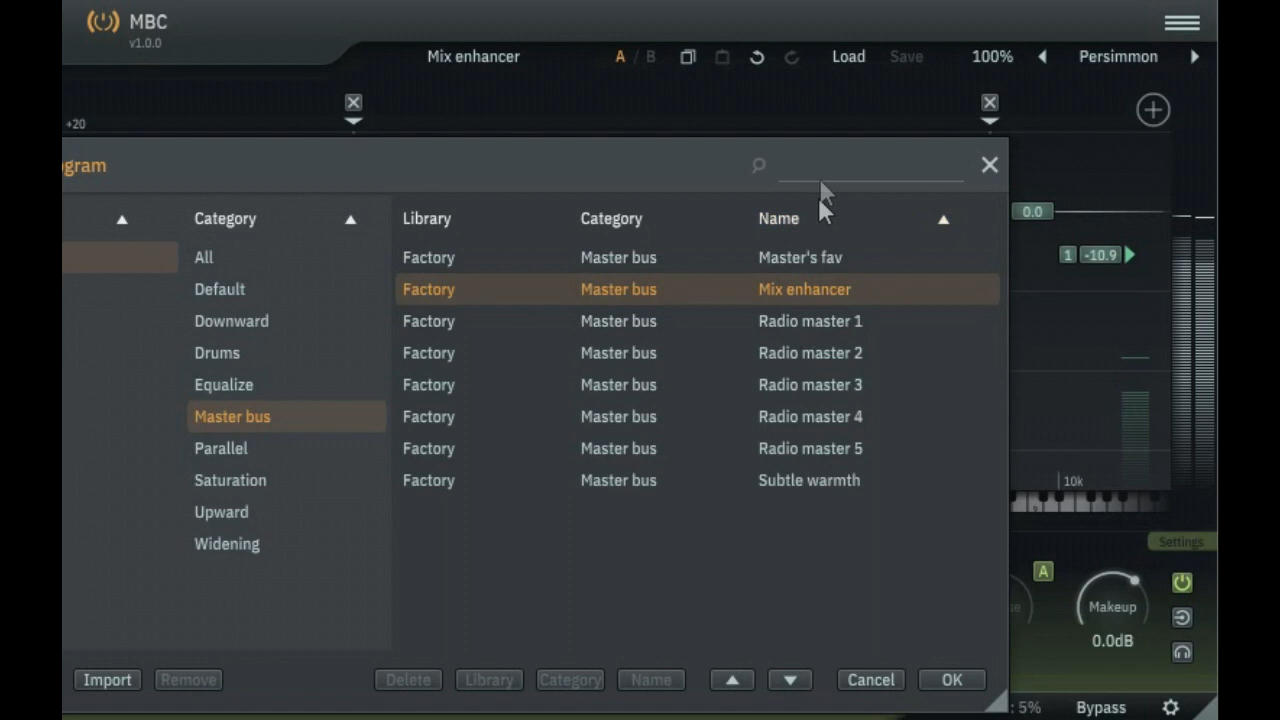 MBC
v1.0.0
Mix enhancer A / B Load Save 100% Persimmon
+20
ogram
Category Library Category Name
All Factory Master bus Master's fav
Default Factory Master bus Mix enhancer
Downward Factory Master bus Radio master 1
Drums Factory Master bus Radio master 2
Equalize Factory Master bus Radio master 3
Master bus Factory Master bus Radio master 4
Parallel Factory Master bus Radio master 5
Saturation Factory Master bus Subtle warmth
Upward
Widening
0.0
1 -10.9
10k
9
Settings
A
se Makeup
0.0dB
Import Remove Delete Library Category Name Cancel OK
: 5% Bypass